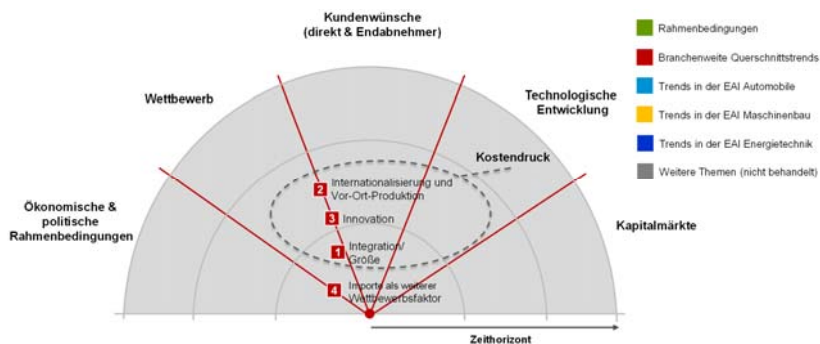 Kundenwünsche
(direkt & Endabnehmer)
Wettbewerb
Technologische
Entwicklung
Ökonomische &
politische
Rahmenbedingungen
Kapitalmärkte
Kostendruck
2 Internationalisierung und
Vor-Ort-Produktion
3 Innovation
1 Integration/
Größe
4 Importe als weiterer
Wettbewerbsfaktor
Zeithorizont
Rahmenbedingungen
Branchenweite Querschnittstrends
Trends in der EAI Automobile
Trends in der EAI Maschinenbau
Trends in der EAI Energietechnik
Weitere Themen (nicht behandelt)